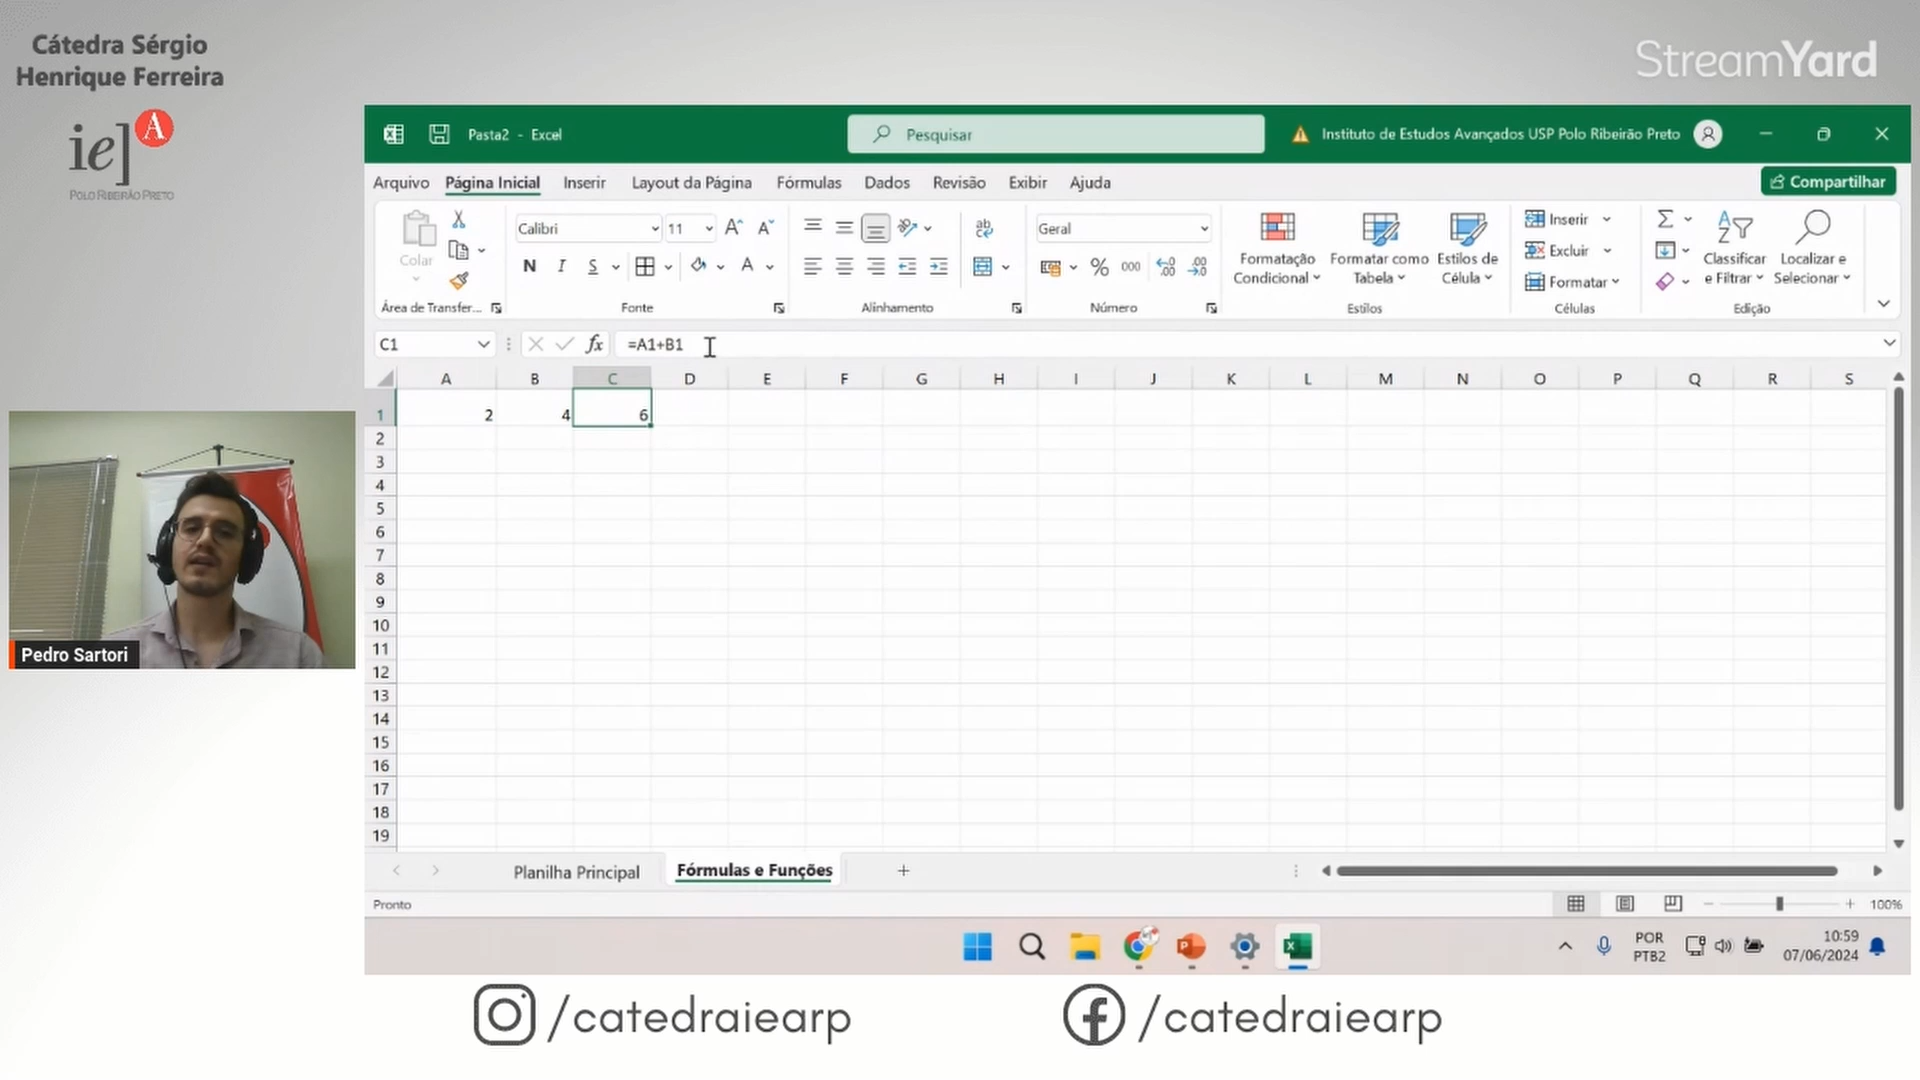 Cátedra Sérgio
Henrique Ferreira
ie]
A
POLO RIBEIRÃO PRETO
StreamYard
Pasta2 - Excel
Pesquisar
Instituto de Estudos Avançados USP Polo Ribeirão Preto
Arquivo Página Inicial Inserir Layout da Página Fórmulas Dados Revisão Exibir Ajuda
Compartilhar
Colar
Área de Transfer...
Calibri 11
N I S
Fonte
Alinhamento
Geral
% 000
Número
Formatação Condicional
Formatar como Tabela
Estilos de Célula
Estilos
Inserir
Excluir
Formatar
Células
Classificar e Filtrar
Localizar e Selecionar
Edição
C1 fx =A1+B1
A B C D E F G H I J K L M N O P Q R S
1 2 4 6
2
3
4
5
6
7
8
9
10
11
12
13
14
15
16
17
18
19
Pedro Sartori
Planilha Principal Fórmulas e Funções
Pronto
100%
POR
PTB2
10:59
07/06/2024
/catedraiearp /catedraiearp